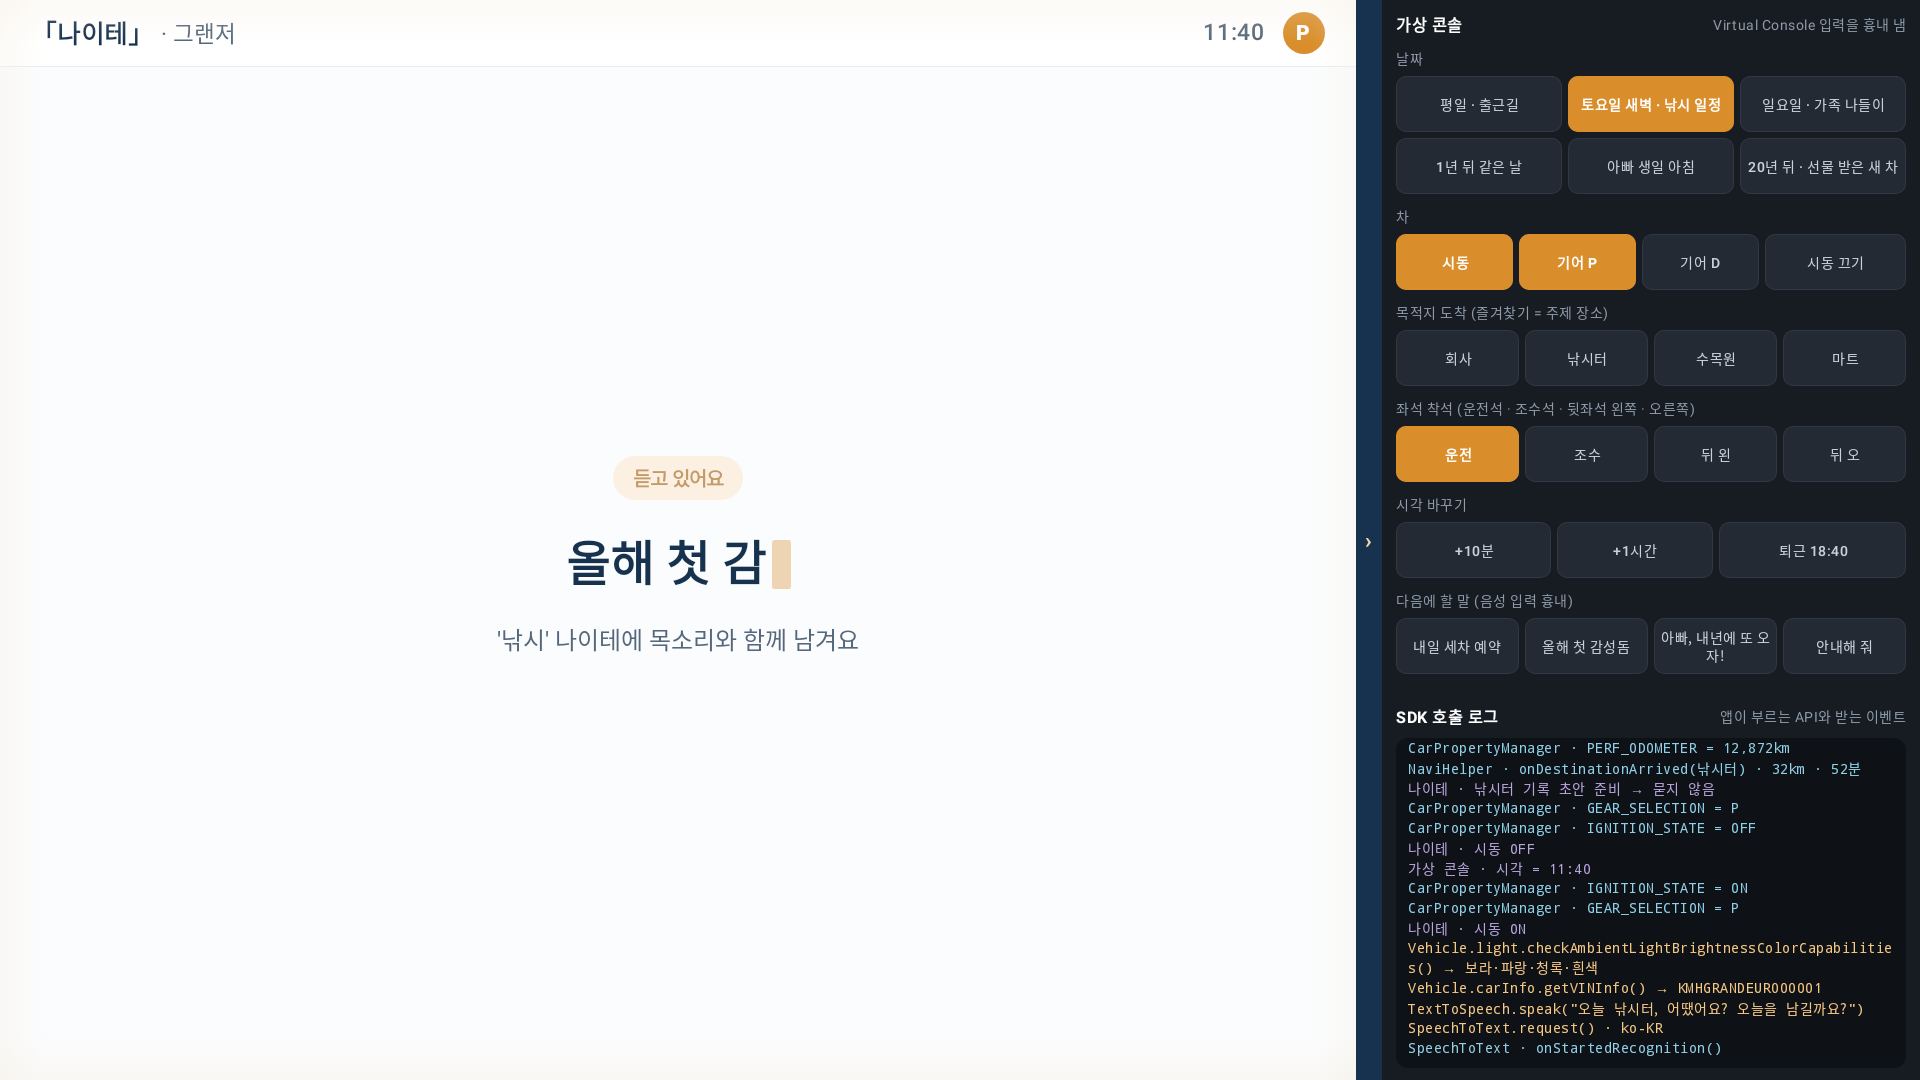 「나이테」 · 그랜저
11:40
P
듣고 있어요
올해 첫 감
'낚시' 나이테에 목소리와 함께 남겨요
›
가상 콘솔
Virtual Console 입력을 흉내 냄
날짜
평일 · 출근길
토요일 새벽 · 낚시 일정
일요일 · 가족 나들이
1년 뒤 같은 날
아빠 생일 아침
20년 뒤 · 선물 받은 새 차
차
시동
기어 P
기어 D
시동 끄기
목적지 도착 (즐겨찾기 = 주제 장소)
회사
낚시터
수목원
마트
좌석 착석 (운전석 · 조수석 · 뒷좌석 왼쪽 · 오른쪽)
운전
조수
뒤 왼
뒤 오
시각 바꾸기
+10분
+1시간
퇴근 18:40
다음에 할 말 (음성 입력 흉내)
내일 세차 예약
올해 첫 감성돔
아빠, 내년에 또 오
자!
안내해 줘
SDK 호출 로그
앱이 부르는 API와 받는 이벤트
CarPropertyManager · PERF_ODOMETER = 12,872km
NaviHelper · onDestinationArrived(낚시터) · 32km · 52분
나이테 · 낚시터 기록 초안 준비 → 묻지 않음
CarPropertyManager · GEAR_SELECTION = P
CarPropertyManager · IGNITION_STATE = OFF
나이테 · 시동 OFF
가상 콘솔 · 시각 = 11:40
CarPropertyManager · IGNITION_STATE = ON
CarPropertyManager · GEAR_SELECTION = P
나이테 · 시동 ON
Vehicle.light.checkAmbientLightBrightnessColorCapabilitie
s() → 보라·파랑·청록·흰색
Vehicle.carInfo.getVINInfo() → KMHGRANDEUR000001
TextToSpeech.speak("오늘 낚시터, 어땠어요? 오늘을 남길까요?")
SpeechToText.request() · ko-KR
SpeechToText · onStartedRecognition()